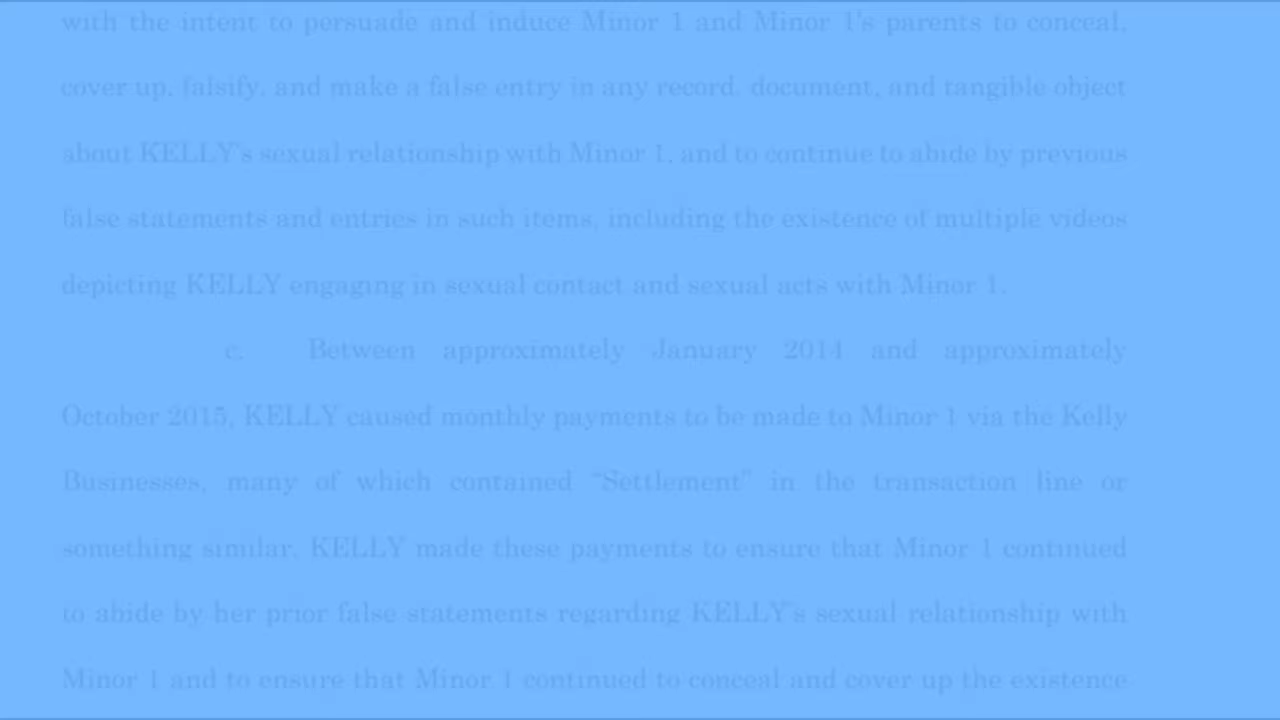 with the intent to persuade and induce Minor 1 and Minor 1's parents to conceal,
cover up, falsify, and make a false entry in any record, document, and tangible object
about KELLY's sexual relationship with Minor 1, and to continue to abide by previous
false statements and entries in such items, including the existence of multiple videos
depicting KELLY engaging in sexual contact and sexual acts with Minor 1.
c. Between approximately January 2014 and approximately
October 2015, KELLY caused monthly payments to be made to Minor 1 via the Kelly
Businesses, many of which contained “Settlement” in the transaction line or
something similar. KELLY made these payments to ensure that Minor 1 continued
to abide by her prior false statements regarding KELLY's sexual relationship with
Minor 1 and to ensure that Minor 1 continued to conceal and cover up the existence